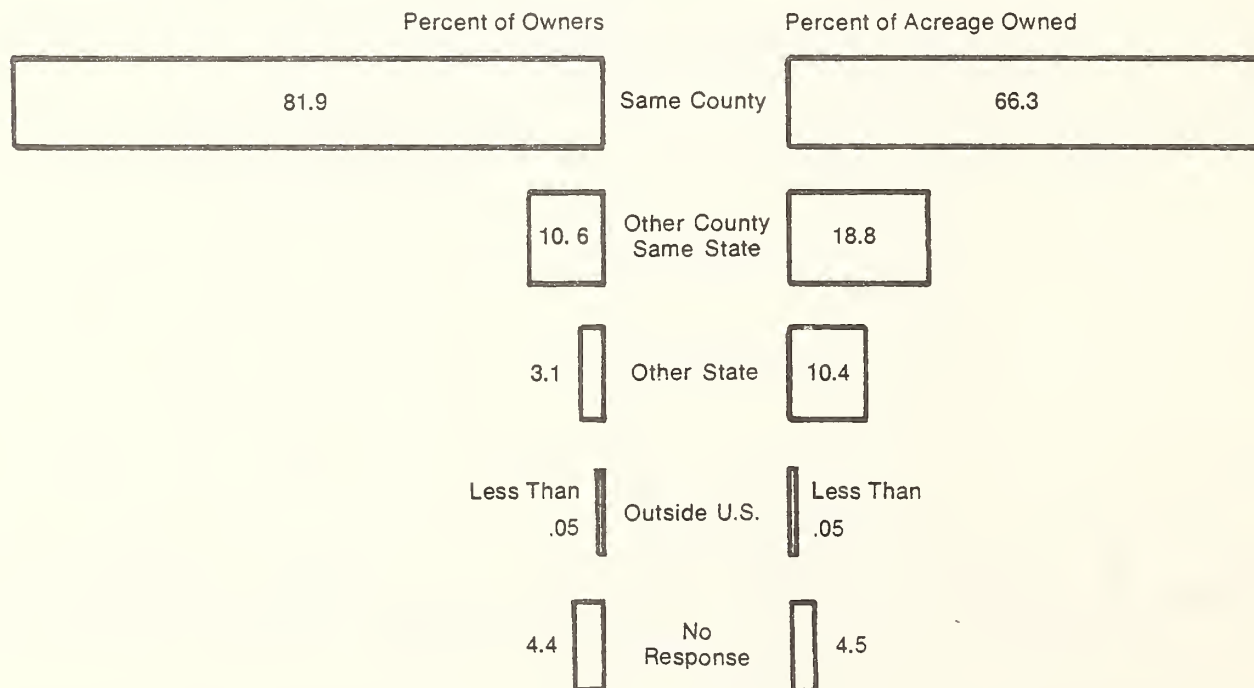 Percent of Owners
Percent of Acreage Owned
81.9
Same County
66.3
10. 6
Other County
Same State
18.8
3.1
Other State
10.4
Less Than
.05
Outside U.S.
Less Than
.05
4.4
No
Response
4.5